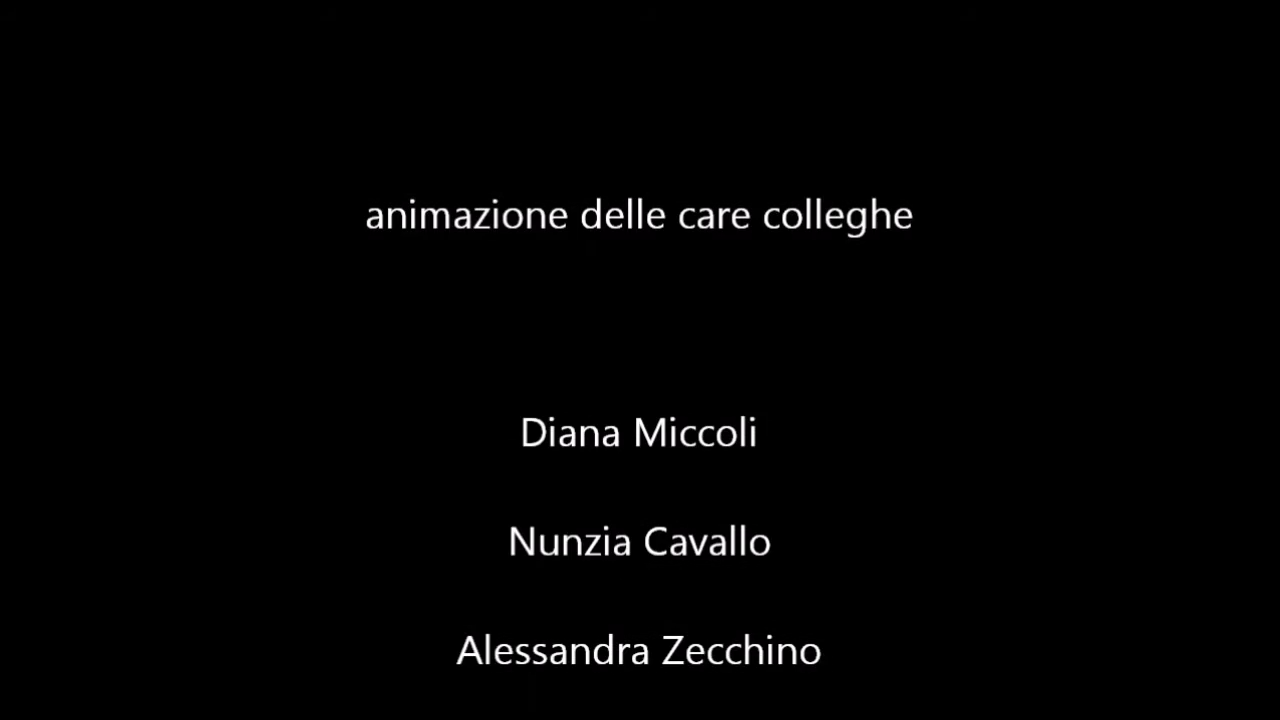 animazione delle care colleghe
Diana Miccoli
Nunzia Cavallo
Alessandra Zecchino